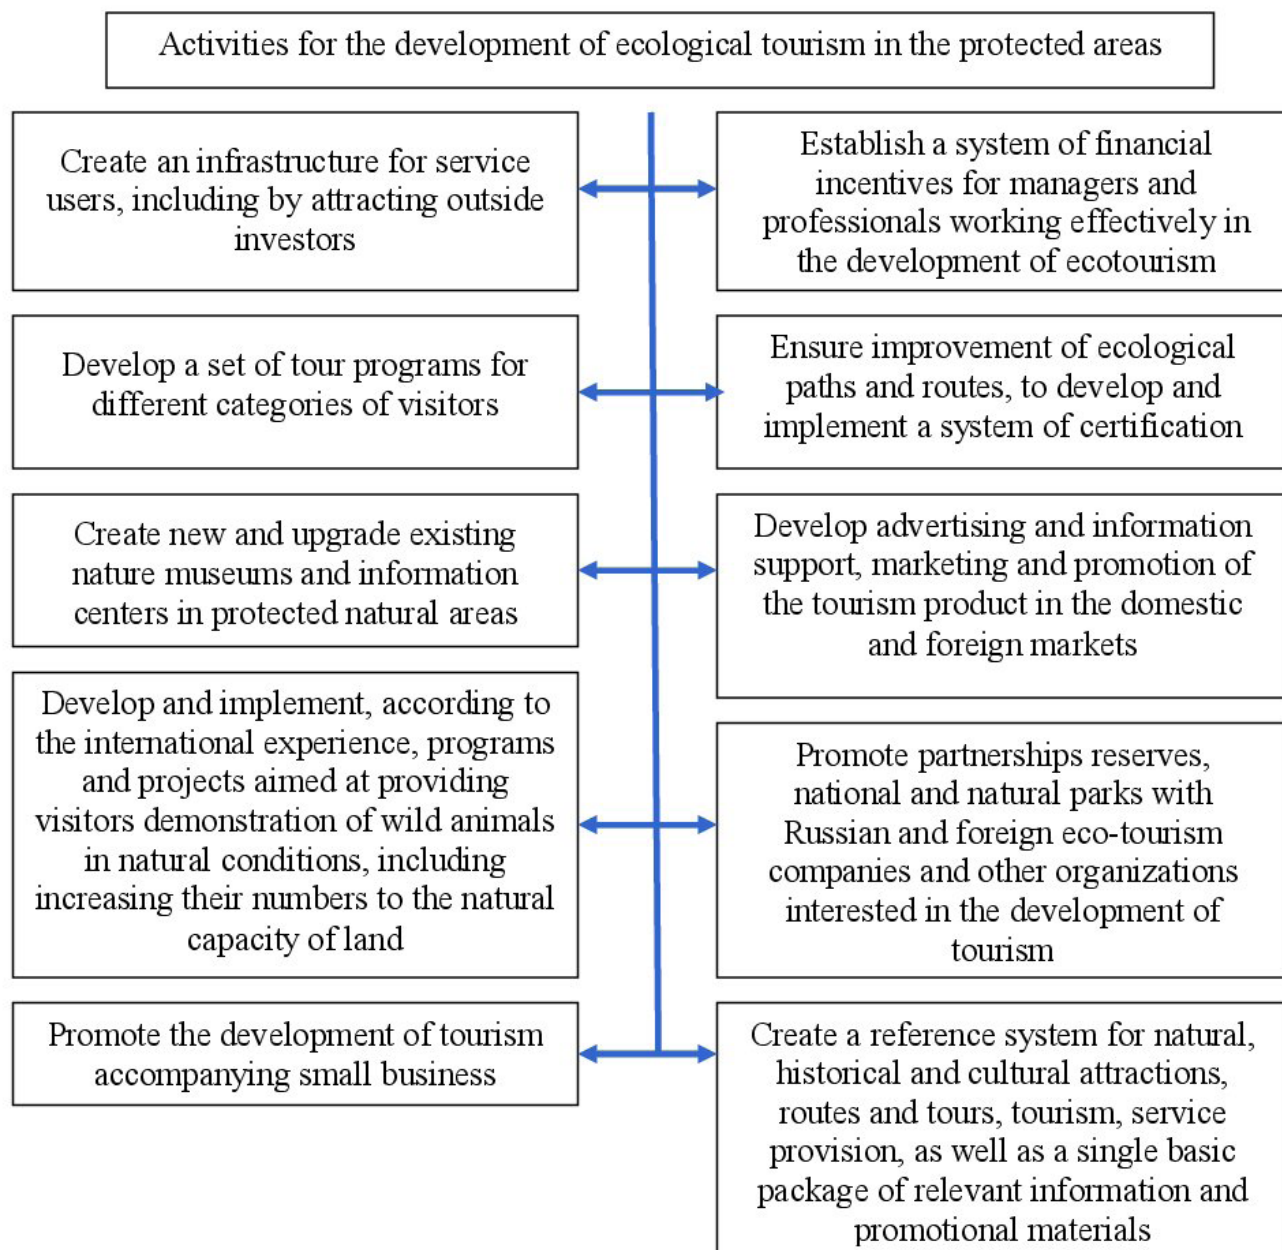 Activities for the development of ecological tourism in the protected areas
Create an infrastructure for service
users, including by attracting outside
investors
Establish a system of financial
incentives for managers and
professionals working effectively in
the development of ecotourism
Develop a set of tour programs for
different categories of visitors
Ensure improvement of ecological
paths and routes, to develop and
implement a system of certification
Create new and upgrade existing
nature museums and information
centers in protected natural areas
Develop advertising and information
support, marketing and promotion of
the tourism product in the domestic
and foreign markets
Develop and implement, according to
the international experience, programs
and projects aimed at providing
visitors demonstration of wild animals
in natural conditions, including
increasing their numbers to the natural
capacity of land
Promote partnerships reserves,
national and natural parks with
Russian and foreign eco-tourism
companies and other organizations
interested in the development of
tourism
Promote the development of tourism
accompanying small business
Create a reference system for natural,
historical and cultural attractions,
routes and tours, tourism, service
provision, as well as a single basic
package of relevant information and
promotional materials